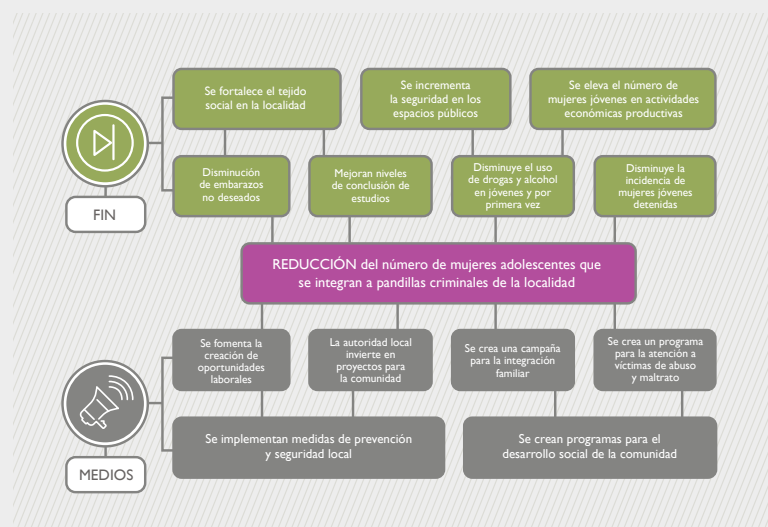 Se fortalece el tejido
social en la localidad
Se incrementa
la seguridad en los
espacios públicos
Se eleva el número de
mujeres jóvenes en actividades
económicas productivas
Disminución
de embarazos
no deseados
Mejoran niveles
de conclusión de
estudios
Disminuye el uso
de drogas y alcohol
en jóvenes y por
primera vez
Disminuye la
incidencia de
mujeres jóvenes
detenidas
FIN
REDUCCIÓN del número de mujeres adolescentes que
se integran a pandillas criminales de la localidad
Se fomenta la
creación de
oportunidades
laborales
La autoridad local
invierte en
proyectos para
la comunidad
Se crea una campaña
para la integración
familiar
Se crea un programa
para la atención a
víctimas de abuso
y maltrato
Se implementan medidas de prevención
y seguridad local
Se crean programas para el
desarrollo social de la comunidad
MEDIOS